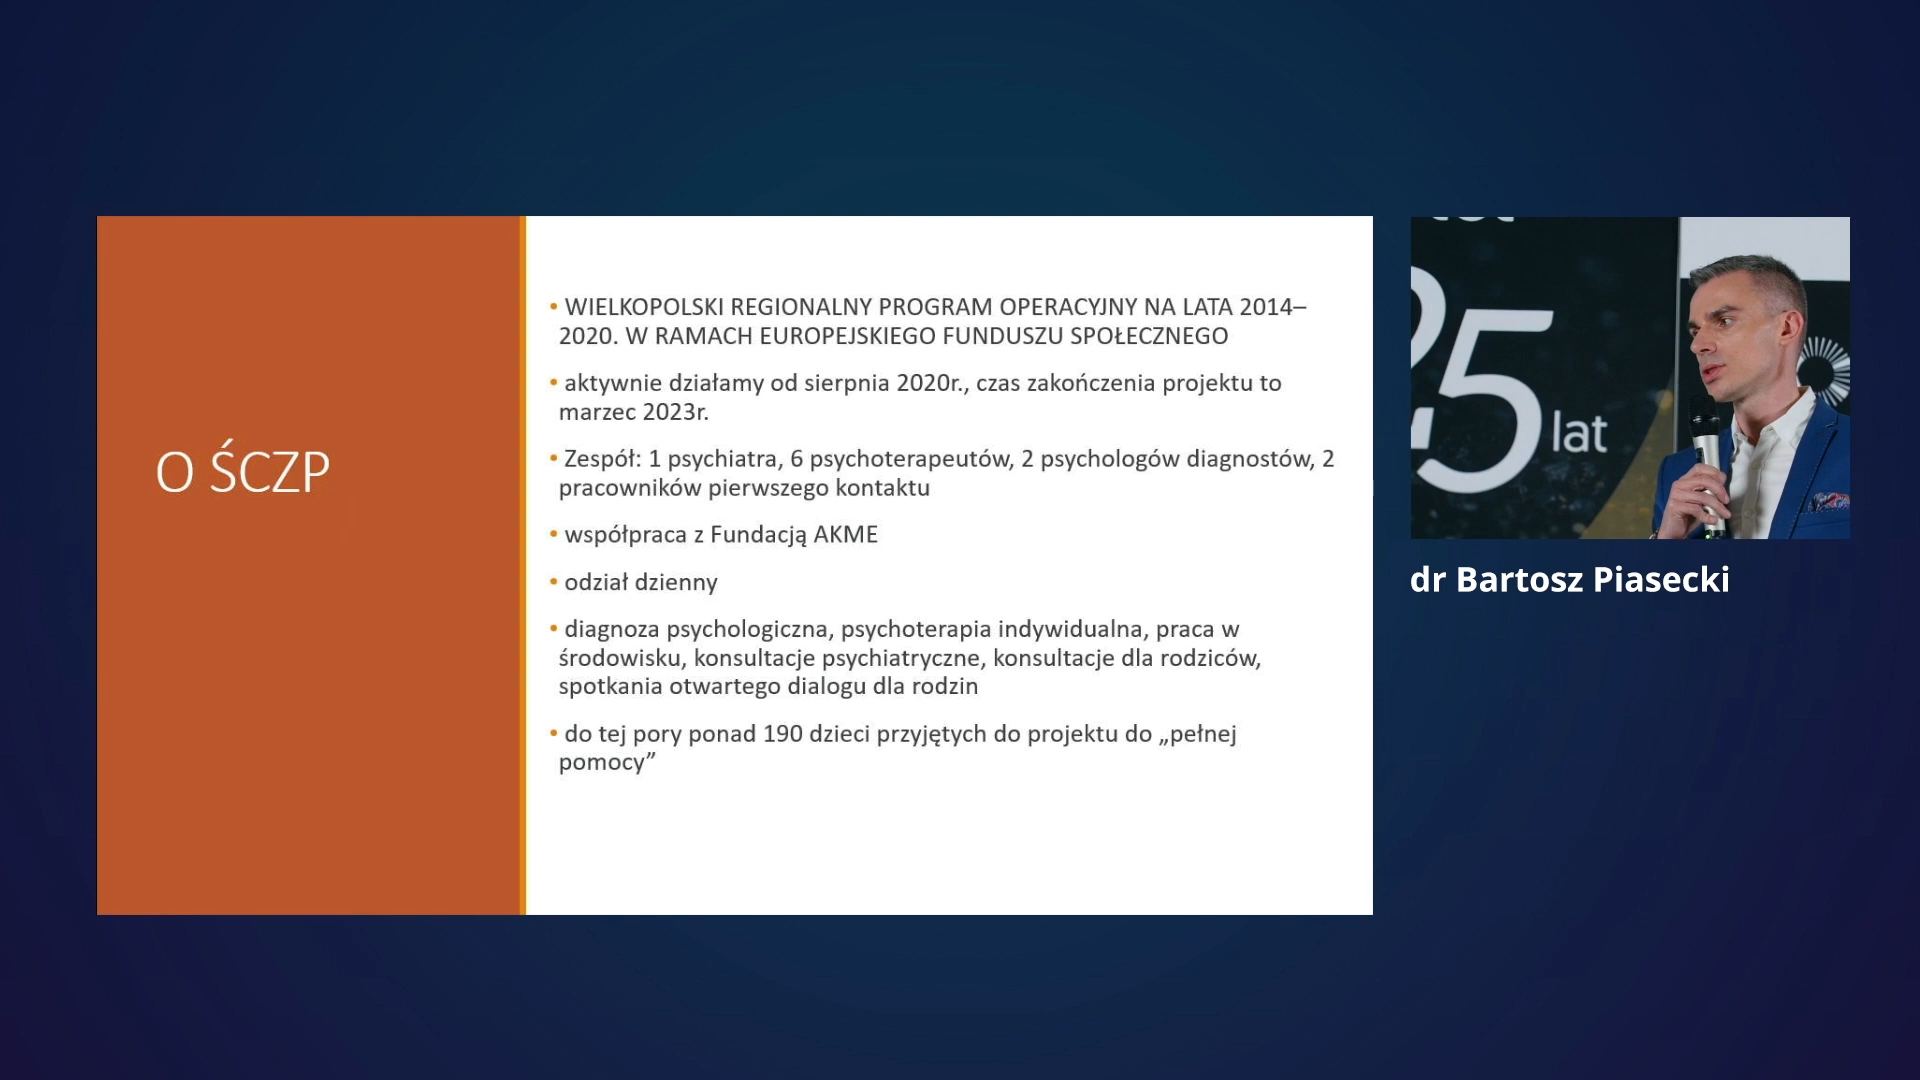 O ŚCZP
• WIELKOPOLSKI REGIONALNY PROGRAM OPERACYJNY NA LATA 2014–
2020. W RAMACH EUROPEJSKIEGO FUNDUSZU SPOŁECZNEGO
• aktywnie działamy od sierpnia 2020r., czas zakończenia projektu to
marzec 2023r.
• Zespół: 1 psychiatra, 6 psychoterapeutów, 2 psychologów diagnostów, 2
pracowników pierwszego kontaktu
• współpraca z Fundacją AKME
• odział dzienny
• diagnoza psychologiczna, psychoterapia indywidualna, praca w
środowisku, konsultacje psychiatryczne, konsultacje dla rodziców,
spotkania otwartego dialogu dla rodzin
• do tej pory ponad 190 dzieci przyjętych do projektu do „pełnej
pomocy”
25 lat
dr Bartosz Piasecki